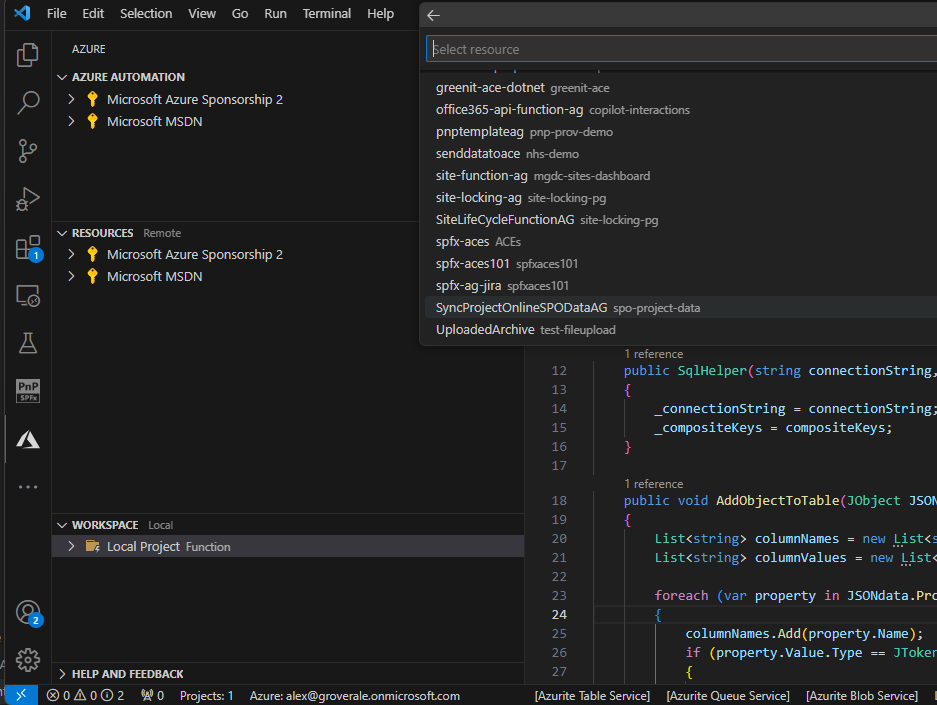 File Edit Selection View Go Run Terminal Help
Select resource
AZURE
AZURE AUTOMATION
Microsoft Azure Sponsorship 2
Microsoft MSDN
RESOURCES Remote
Microsoft Azure Sponsorship 2
Microsoft MSDN
1
PnP
SPFx
WORKSPACE Local
Local Project Function
2
HELP AND FEEDBACK
greenit-ace-dotnet greenit-ace
office365-api-function-ag copilot-interactions
pnptemplateag pnp-prov-demo
senddatatoace nhs-demo
site-function-ag mgdc-sites-dashboard
site-locking-ag site-locking-pg
SiteLifeCycleFunctionAG site-locking-pg
spfx-aces ACEs
spfx-aces101 spfxaces101
spfx-ag-jira spfxaces101
SyncProjectOnlineSPODataAG spo-project-data
UploadedArchive test-fileupload
1 reference
12 public SqlHelper(string connectionString,
13 {
14 _connectionString = connectionString;
15 _compositeKeys = compositeKeys;
16 }
17
1 reference
18 public void AddObjectToTable(JObject JSON
19 {
20 List<string> columnNames = new List<s
21 List<string> columnValues = new List<
22
23 foreach (var property in JSONdata.Pro
24 {
25 columnNames.Add(property.Name);
26 if (property.Value.Type == JToken
27 {
0 0 2 0 Projects: 1 Azure: alex@groverale.onmicrosoft.com [Azurite Table Service] [Azurite Queue Service] [Azurite Blob Service]